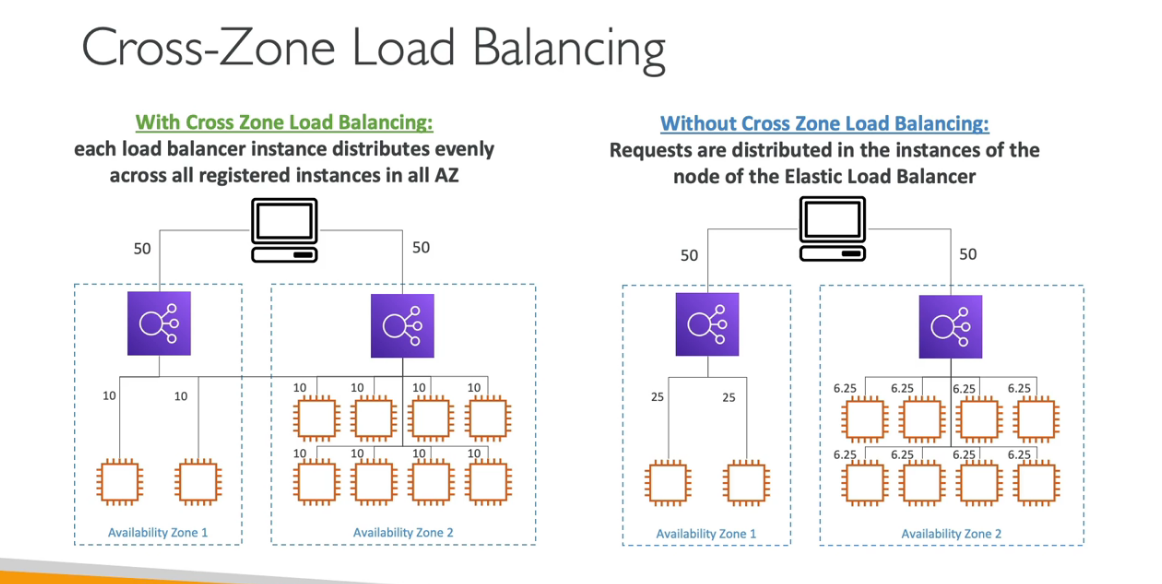 Cross-Zone Load Balancing
With Cross Zone Load Balancing:
each load balancer instance distributes evenly
across all registered instances in all AZ
50
50
10
10
10
10
10
10
10
10
10
10
Availability Zone 1
Availability Zone 2
Without Cross Zone Load Balancing:
Requests are distributed in the instances of the
node of the Elastic Load Balancer
50
50
25
25
6.25
6.25
6.25
6.25
6.25
6.25
6.25
6.25
Availability Zone 1
Availability Zone 2